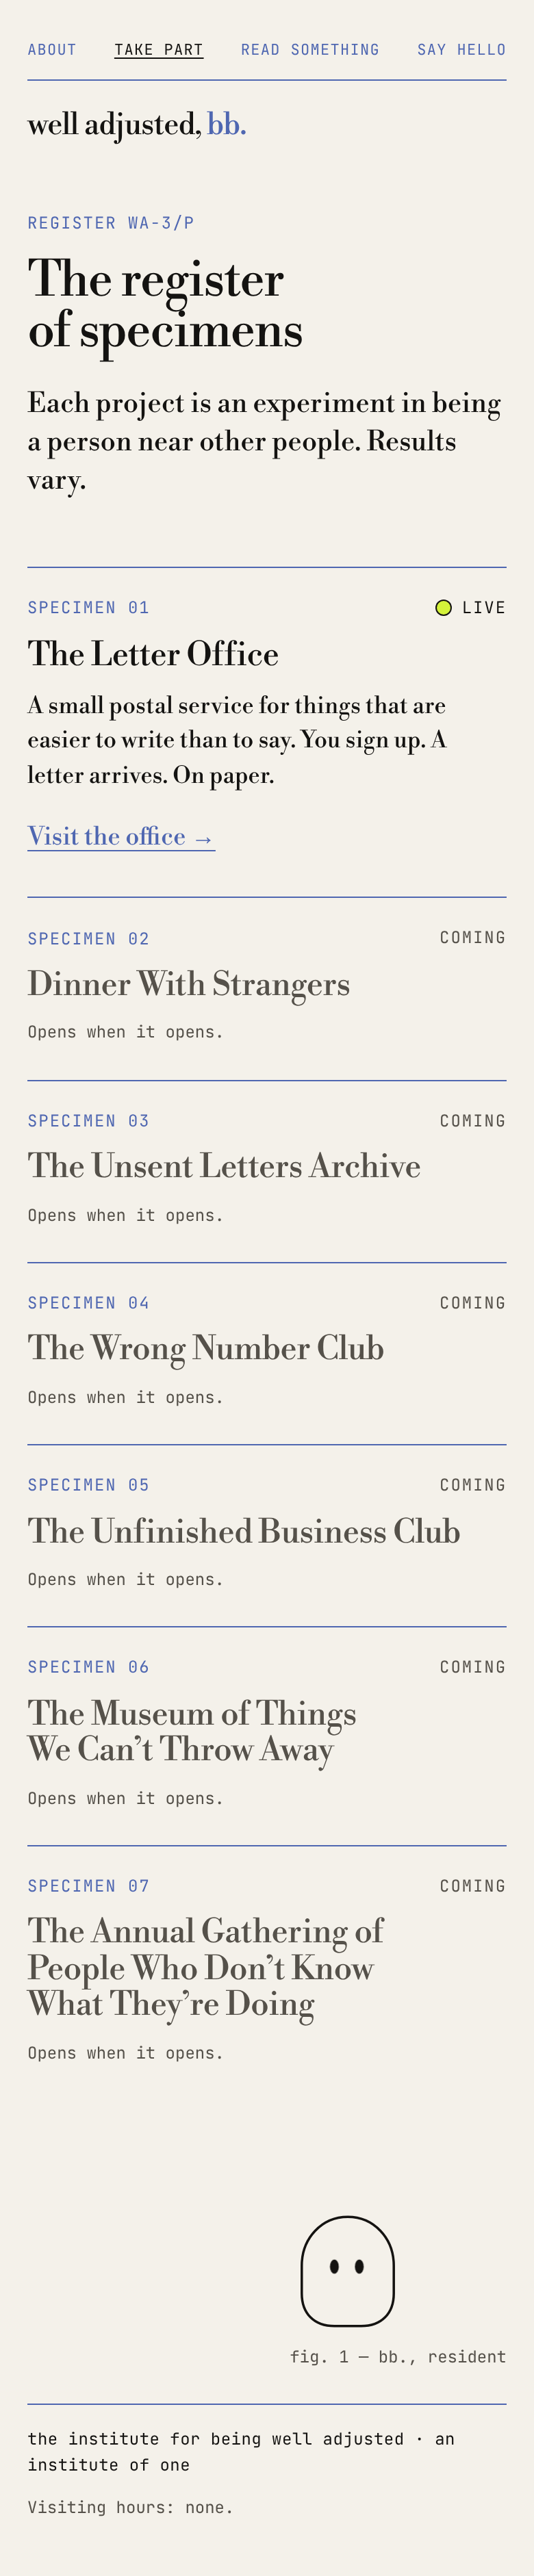 ABOUT TAKE PART READ SOMETHING SAY HELLO
well adjusted, bb.
REGISTER WA-3/P
The register
of specimens
Each project is an experiment in being
a person near other people. Results
vary.
SPECIMEN 01 LIVE
The Letter Office
A small postal service for things that are
easier to write than to say. You sign up. A
letter arrives. On paper.
Visit the office →
SPECIMEN 02 COMING
Dinner With Strangers
Opens when it opens.
SPECIMEN 03 COMING
The Unsent Letters Archive
Opens when it opens.
SPECIMEN 04 COMING
The Wrong Number Club
Opens when it opens.
SPECIMEN 05 COMING
The Unfinished Business Club
Opens when it opens.
SPECIMEN 06 COMING
The Museum of Things
We Can’t Throw Away
Opens when it opens.
SPECIMEN 07 COMING
The Annual Gathering of
People Who Don’t Know
What They’re Doing
Opens when it opens.
fig. 1 — bb., resident
the institute for being well adjusted · an
institute of one
Visiting hours: none.